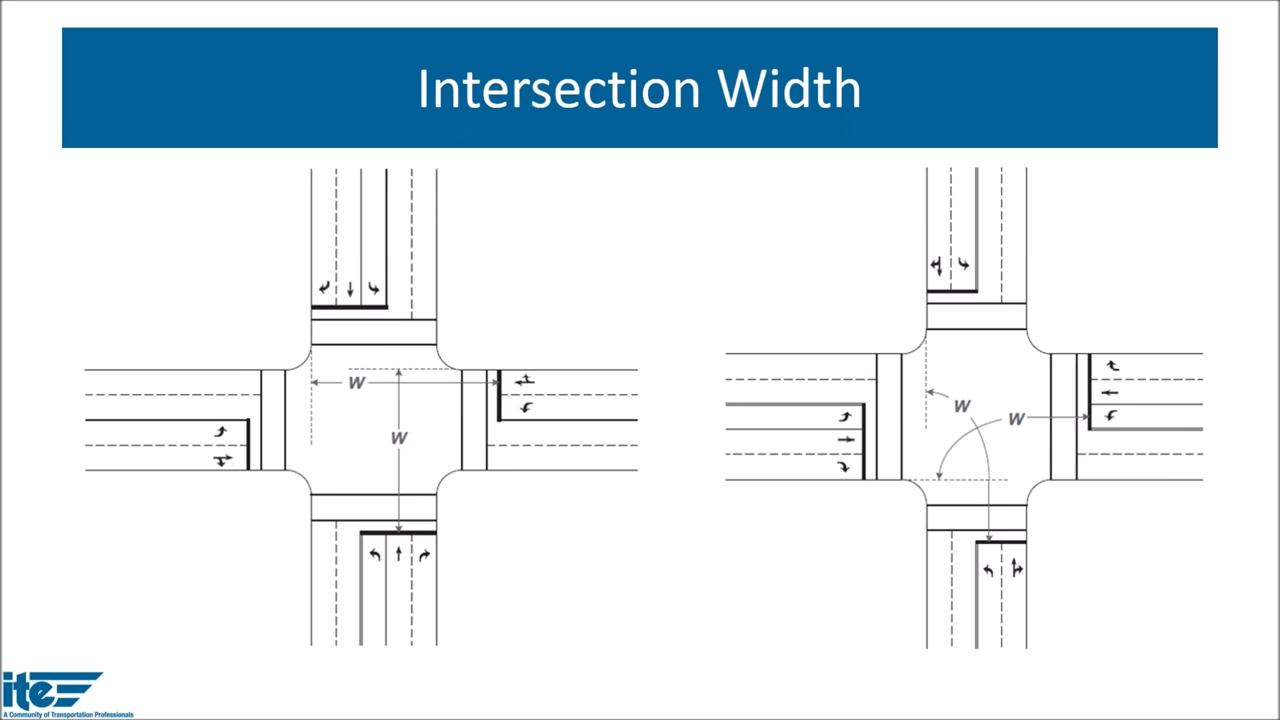 Intersection Width
W
W
W
W
ite
A Community of Transportation Professionals